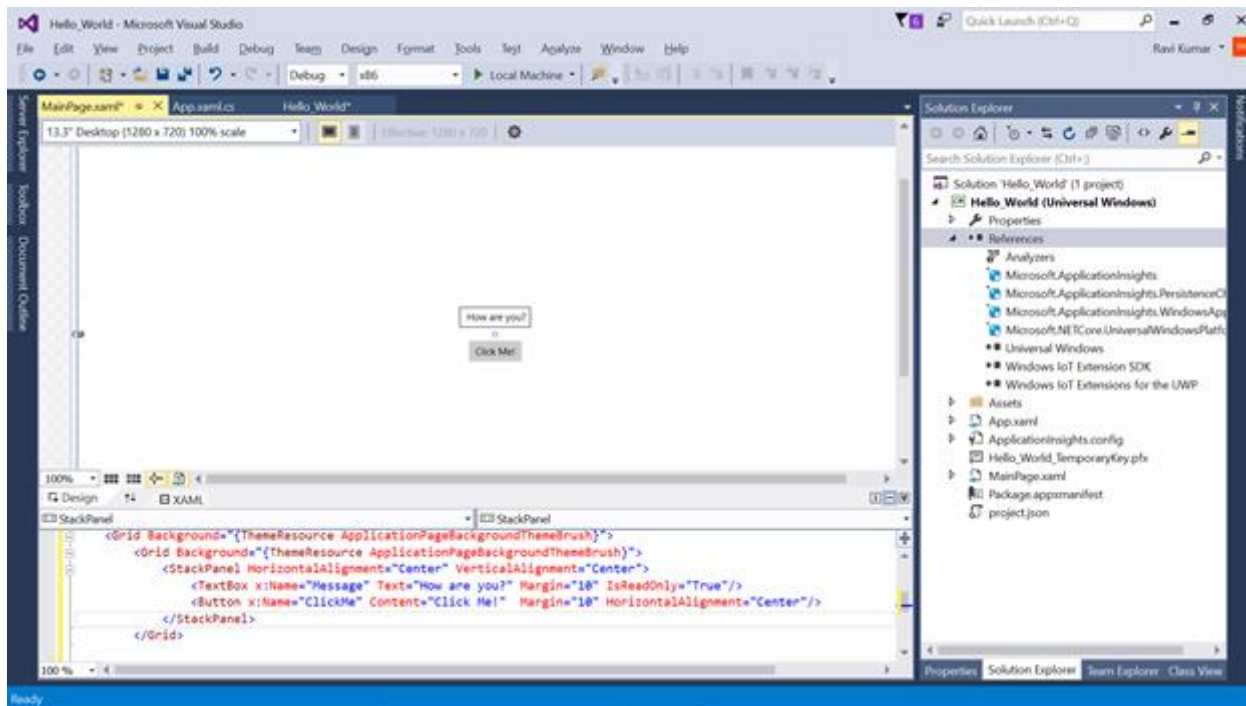 Hello_World - Microsoft Visual Studio
6
Quick Launch (Ctrl+Q)
File Edit View Project Build Debug Team Design Format Tools Test Analyze Window Help
Ravi Kumar
Debug x86 Local Machine
Server Explorer
Toolbox
Document Outline
MainPage.xaml* App.xaml.cs Hello World*
13.3" Desktop (1280 x 720) 100% scale
Effective: 1280 x 720
How are you?
Click Me!
100%
Design XAML
StackPanel StackPanel
<Grid Background="{ThemeResource ApplicationPageBackgroundThemeBrush}">
<Grid Background="{ThemeResource ApplicationPageBackgroundThemeBrush}">
<StackPanel HorizontalAlignment="Center" VerticalAlignment="Center">
<TextBox x:Name="Message" Text="How are you?" Margin="10" IsReadOnly="True"/>
<Button x:Name="ClickMe" Content="Click Me!" Margin="10" HorizontalAlignment="Center"/>
</StackPanel>
</Grid>
100 %
Solution Explorer
Search Solution Explorer (Ctrl+;)
Solution 'Hello_World' (1 project)
Hello_World (Universal Windows)
Properties
References
Analyzers
Microsoft.ApplicationInsights
Microsoft.ApplicationInsights.PersistenceCh
Microsoft.ApplicationInsights.WindowsApp
Microsoft.NETCore.UniversalWindowsPlatfo
Universal Windows
Windows IoT Extension SDK
Windows IoT Extensions for the UWP
Assets
App.xaml
ApplicationInsights.config
Hello_World_TemporaryKey.pfx
MainPage.xaml
Package.appxmanifest
project.json
Properties Solution Explorer Team Explorer Class View
Notifications
Ready